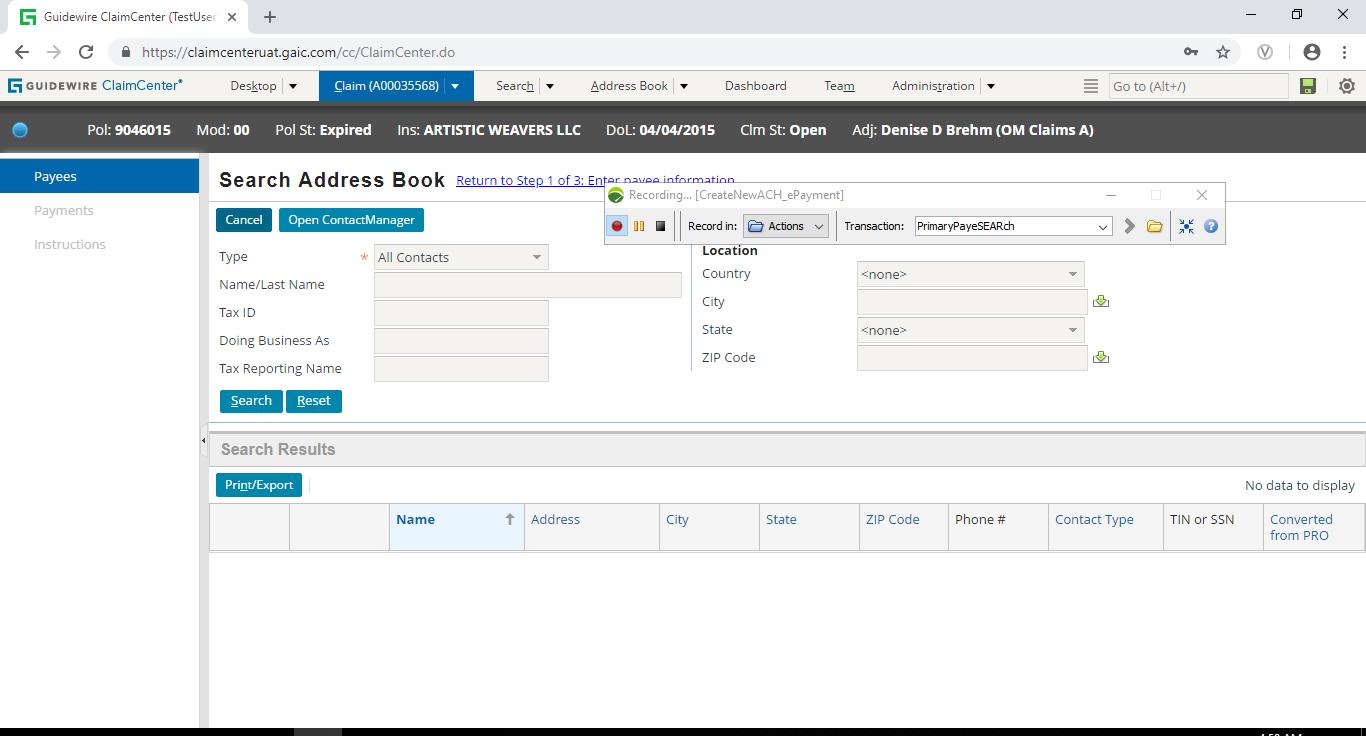 Guidewire ClaimCenter (TestUser
https://claimcenteruat.gaic.com/cc/ClaimCenter.do
GUIDEWIRE ClaimCenter® Desktop Claim (A00035568) Search Address Book Dashboard Team Administration Go to (Alt+/)
Pol: 9046015 Mod: 00 Pol St: Expired Ins: ARTISTIC WEAVERS LLC DoL: 04/04/2015 Clm St: Open Adj: Denise D Brehm (OM Claims A)
Payees
Payments
Instructions
Search Address Book Return to Step 1 of 3: Enter payee information
Recording... [CreateNewACH_ePayment]
Record in: Actions Transaction: PrimaryPayeSEARch
Cancel Open ContactManager
Type * All Contacts
Name/Last Name
Tax ID
Doing Business As
Tax Reporting Name
Location
Country <none>
City
State <none>
ZIP Code
Search Reset
Search Results
Print/Export No data to display
Name Address City State ZIP Code Phone # Contact Type TIN or SSN Converted from PRO